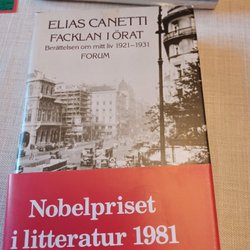 ELIAS CANETTI
FACKLAN I ÖRAT
Berättelsen om mitt liv 1921–1931
FORUM
Nobelpriset
i litteratur 1981